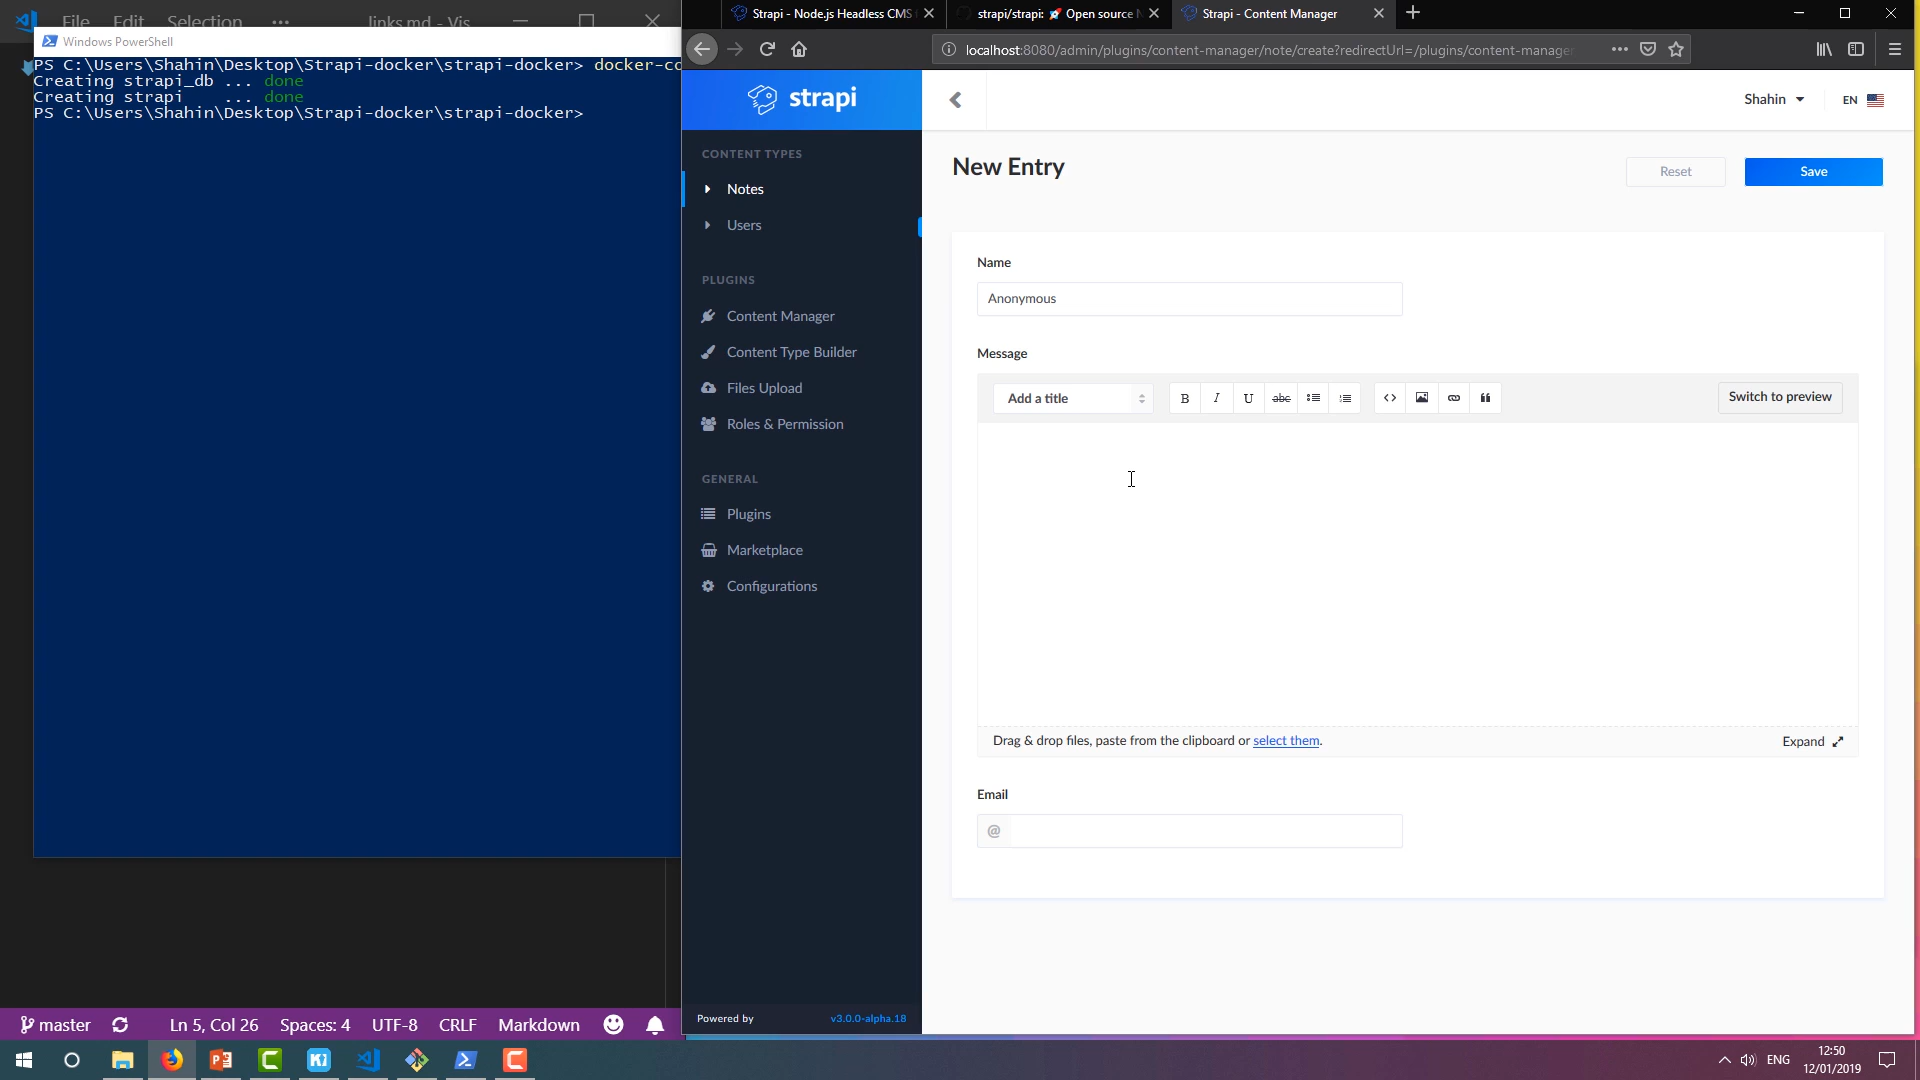 File Edit Selection ... links.md - Vis
Windows PowerShell
PS C:\Users\Shahin\Desktop\Strapi-docker\strapi-docker> docker-co
Creating strapi_db ... done
Creating strapi    ... done
PS C:\Users\Shahin\Desktop\Strapi-docker\strapi-docker>
master Ln 5, Col 26 Spaces: 4 UTF-8 CRLF Markdown
Strapi - Node.js Headless CMS
strapi/strapi: 🚀 Open source N
Strapi - Content Manager
localhost:8080/admin/plugins/content-manager/note/create?redirectUrl=/plugins/content-manager
strapi
Shahin
EN
CONTENT TYPES
Notes
Users
PLUGINS
Content Manager
Content Type Builder
Files Upload
Roles & Permission
GENERAL
Plugins
Marketplace
Configurations
Powered by v3.0.0-alpha.18
New Entry
Reset
Save
Name
Anonymous
Message
Add a title
B I U abc
Switch to preview
Drag & drop files, paste from the clipboard or select them.
Expand
Email
@
ENG
12:50
12/01/2019